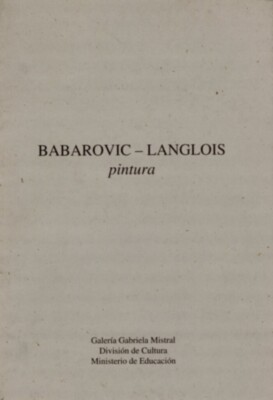 BABAROVIC – LANGLOIS
pintura
Galería Gabriela Mistral
División de Cultura
Ministerio de Educación